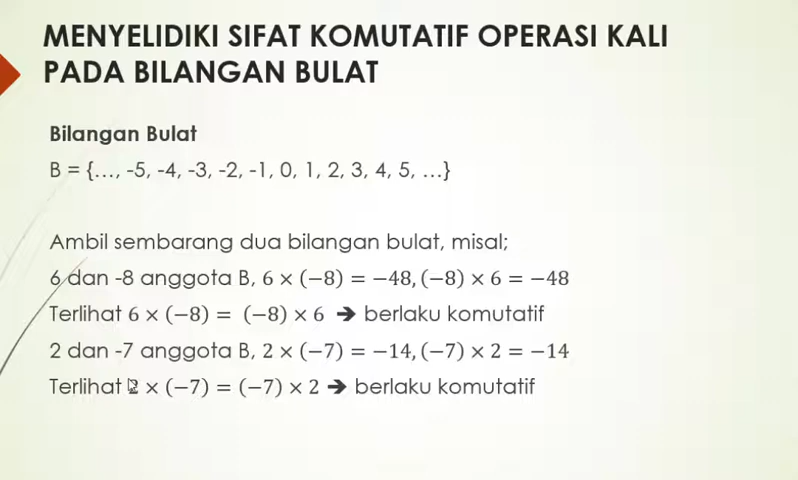 MENYELIDIKI SIFAT KOMUTATIF OPERASI KALI
PADA BILANGAN BULAT
Bilangan Bulat
B = {…, -5, -4, -3, -2, -1, 0, 1, 2, 3, 4, 5, …}
Ambil sembarang dua bilangan bulat, misal;
6 dan -8 anggota B, 6 × (−8) = −48, (−8) × 6 = −48
Terlihat 6 × (−8) = (−8) × 6 ➔ berlaku komutatif
2 dan -7 anggota B, 2 × (−7) = −14, (−7) × 2 = −14
Terlihat 2 × (−7) = (−7) × 2 ➔ berlaku komutatif